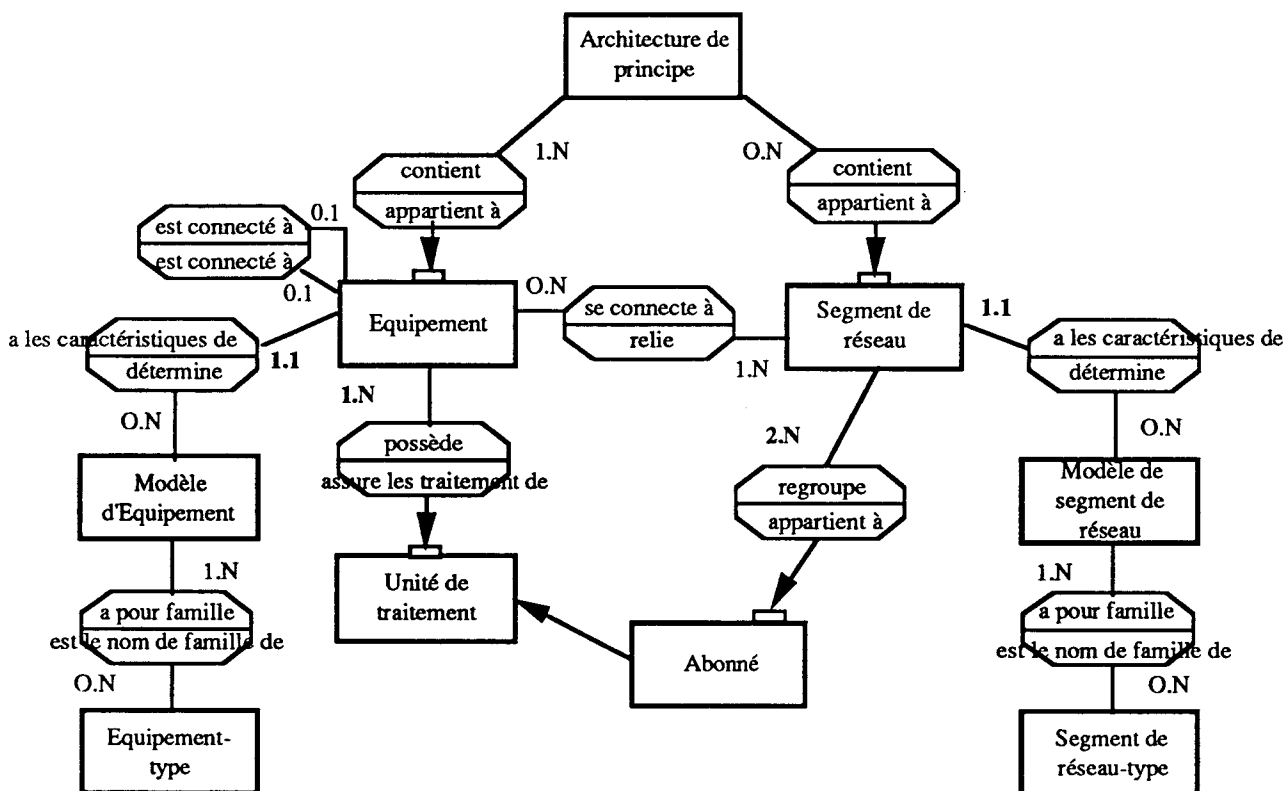 Architecture de
principe
1.N
O.N
contient
appartient à
contient
appartient à
est connecté à
est connecté à
0.1
0.1
O.N
Equipement
se connecte à
relie
1.N
Segment de
réseau
1.1
a les caractéristiques de
détermine
1.1
a les caractéristiques de
détermine
O.N
1.N
2.N
O.N
possède
assure les traitement de
regroupe
appartient à
Modèle
d'Equipement
Modèle de
segment de
réseau
1.N
Unité de
traitement
1.N
a pour famille
est le nom de famille de
Abonné
a pour famille
est le nom de famille de
O.N
O.N
Equipement-
type
Segment de
réseau-type